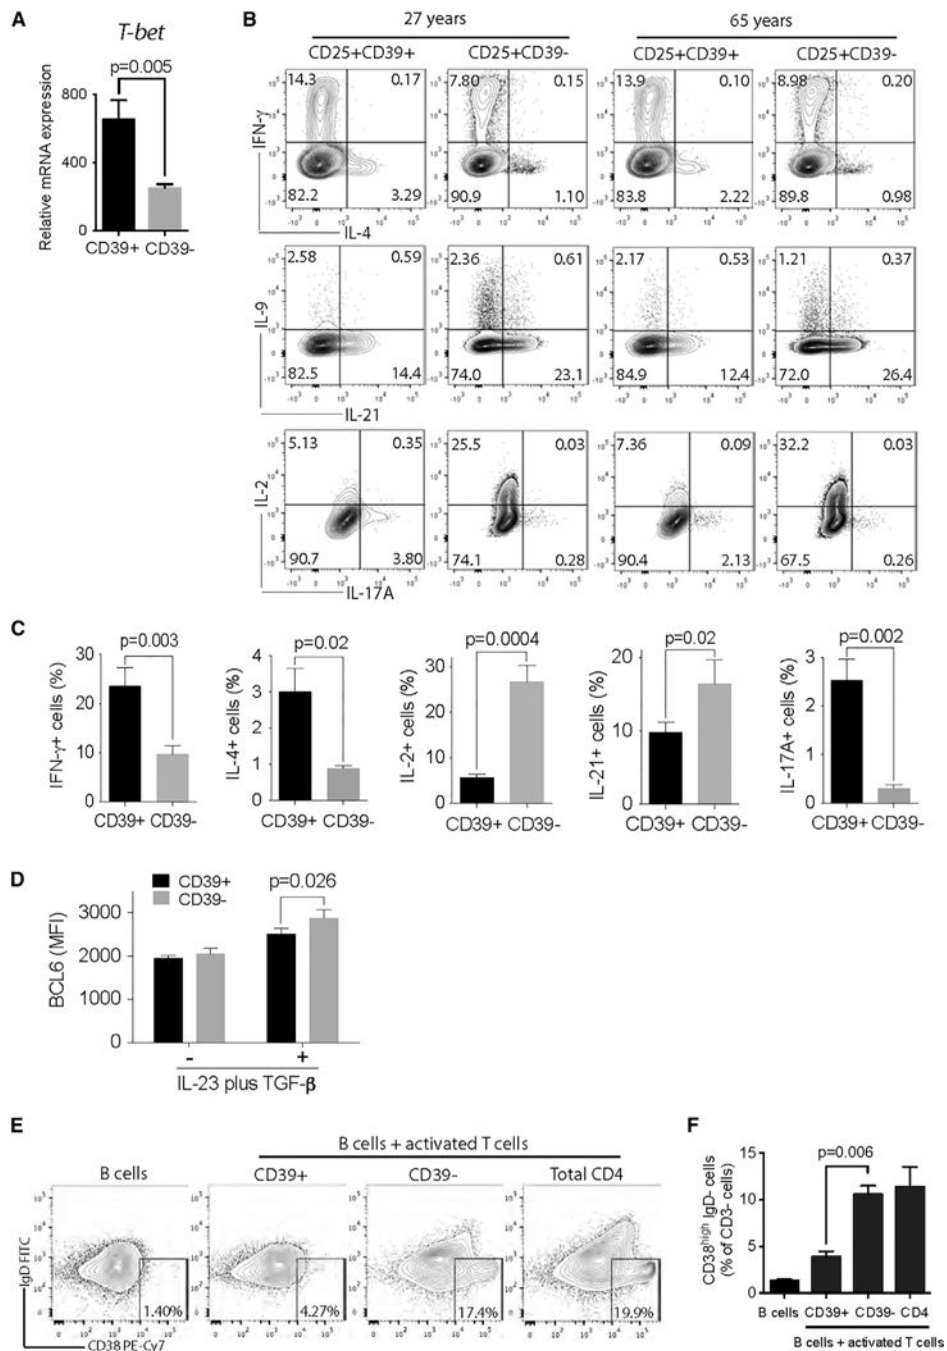 A
T-bet
p=0.005
Relative mRNA expression
800
400
0
CD39+ CD39-
B
27 years 65 years
CD25+CD39+ CD25+CD39- CD25+CD39+ CD25+CD39-
IFN-γ
14.3 0.17 7.80 0.15 13.9 0.10 8.98 0.20
82.2 3.29 90.9 1.10 83.8 2.22 89.8 0.98
IL-4
IL-9
2.58 0.59 2.36 0.61 2.17 0.53 1.21 0.37
82.5 14.4 74.0 23.1 84.9 12.4 72.0 26.4
IL-21
IL-2
5.13 0.35 25.5 0.03 7.36 0.09 32.2 0.03
90.7 3.80 74.1 0.28 90.4 2.13 67.5 0.26
IL-17A
C
p=0.003
IFN-γ+ cells (%)
30
20
10
0
CD39+ CD39-
p=0.02
IL-4+ cells (%)
4
3
2
1
0
CD39+ CD39-
p=0.0004
IL-2+ cells (%)
30
20
10
0
CD39+ CD39-
p=0.02
IL-21+ cells (%)
20
10
0
CD39+ CD39-
p=0.002
IL-17A+ cells (%)
3
2
1
0
CD39+ CD39-
D
CD39+
CD39-
p=0.026
BCL6 (MFI)
3000
2000
1000
0
- +
IL-23 plus TGF-β
E
B cells + activated T cells
B cells CD39+ CD39- Total CD4
IgD FITC
1.40% 4.27% 17.4% 19.9%
CD38 PE-Cy7
F
p=0.006
CD38high IgD- cells
(% of CD3- cells)
15
10
5
0
B cells CD39+ CD39- CD4
B cells + activated T cells